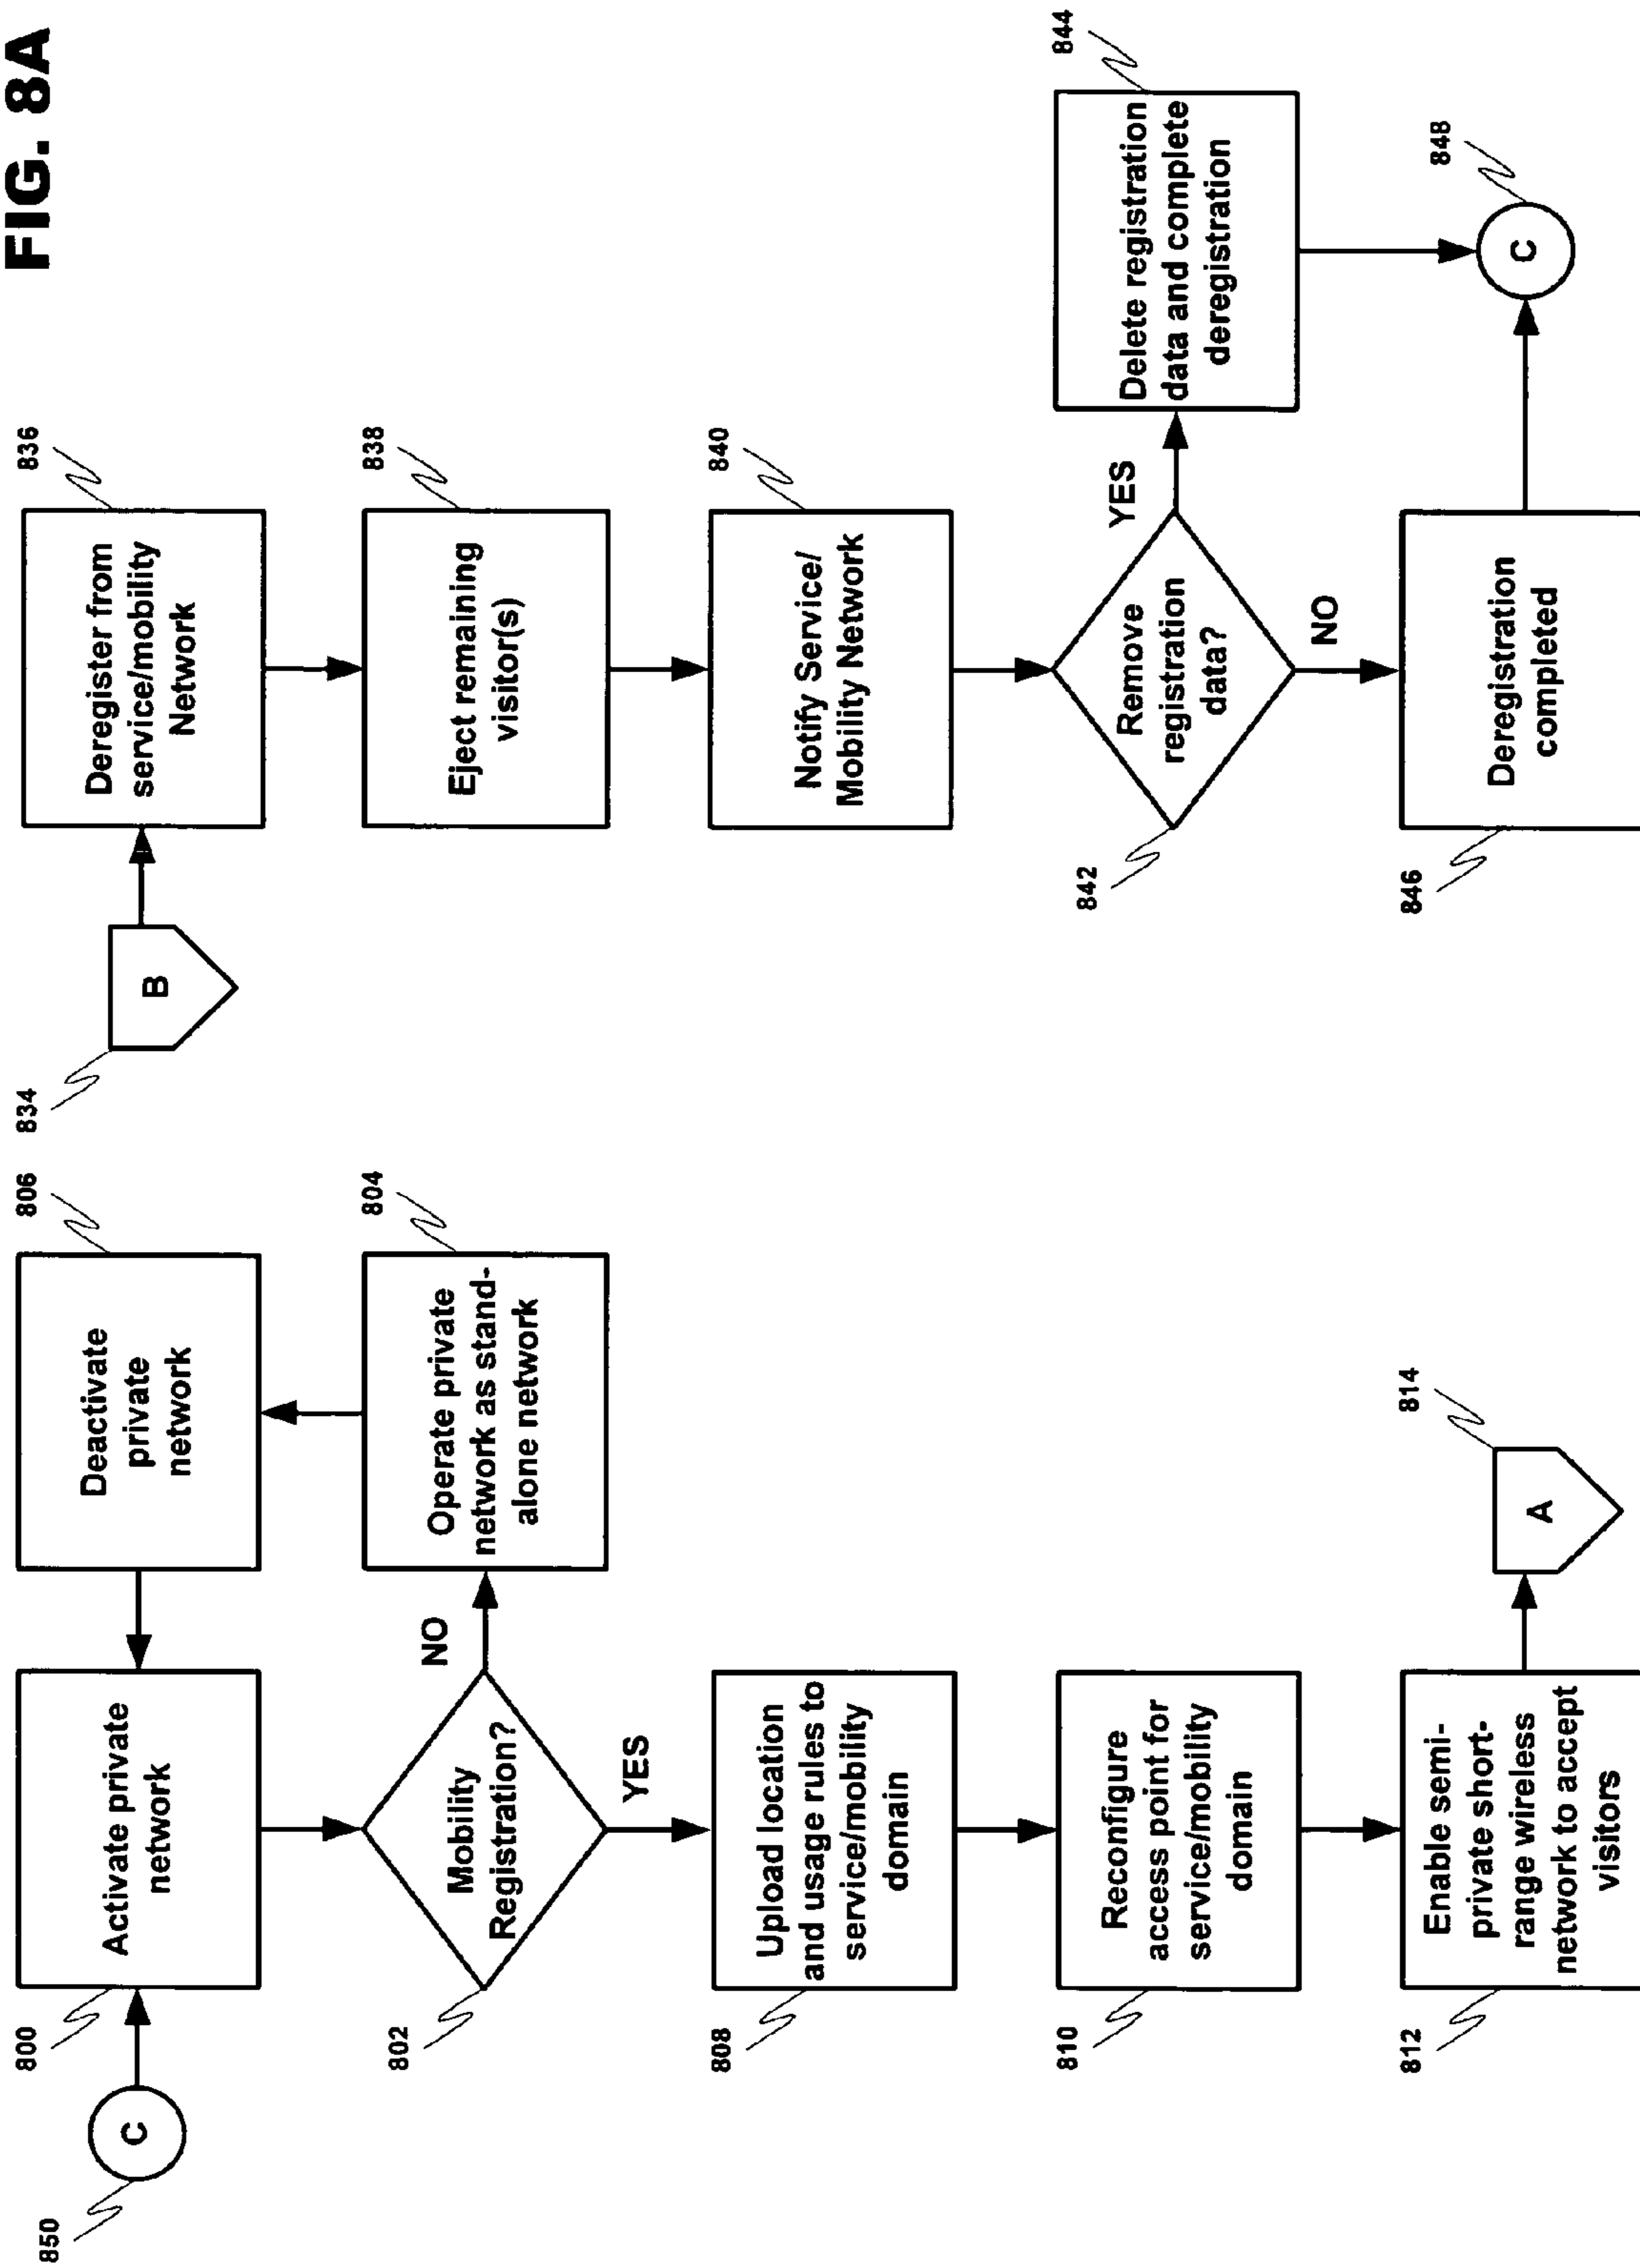 FIG. 8A
850
C
800
Activate private
network
806
Deactivate
private
network
802
Mobility
Registration?
NO
804
Operate private
network as stand-
alone network
YES
808
Upload location
and usage rules to
service/mobility
domain
810
Reconfigure
access point for
service/mobility
domain
812
Enable semi-
private short-
range wireless
network to accept
visitors
814
A
834
B
836
Deregister from
service/mobility
Network
838
Eject remaining
visitor(s)
840
Notify Service/
Mobility Network
842
Remove
registration
data?
YES
844
Delete registration
data and complete
deregistration
NO
846
Deregistration
completed
848
C